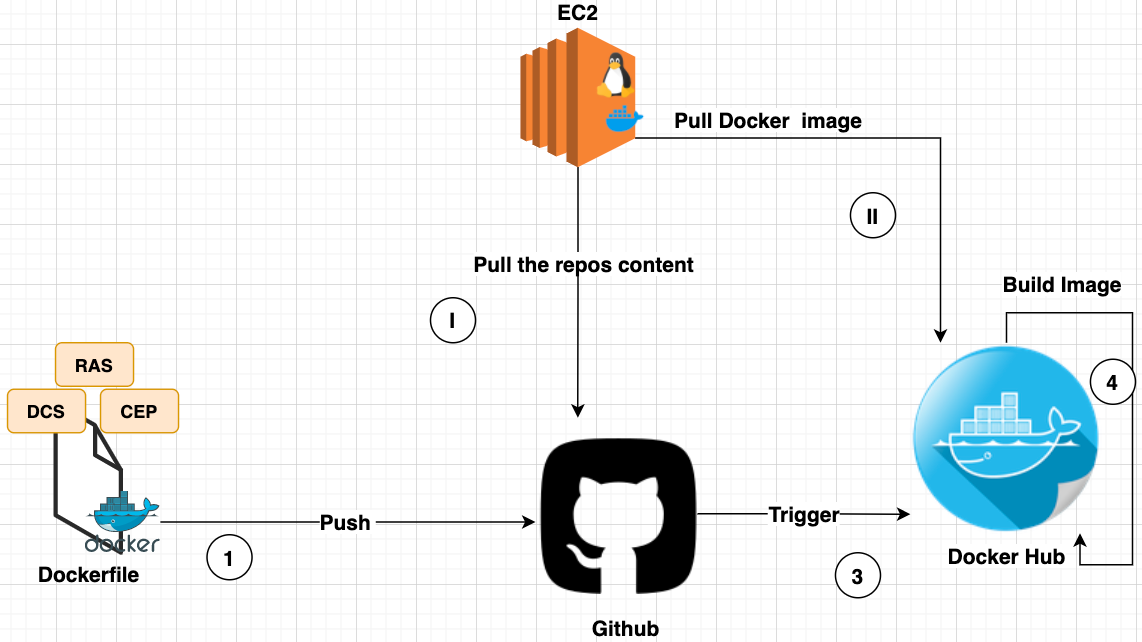 EC2
Pull Docker image
II
Pull the repos content
I
Build Image
4
RAS
DCS
CEP
docker
Dockerfile
Push
1
Trigger
3
Docker Hub
Github